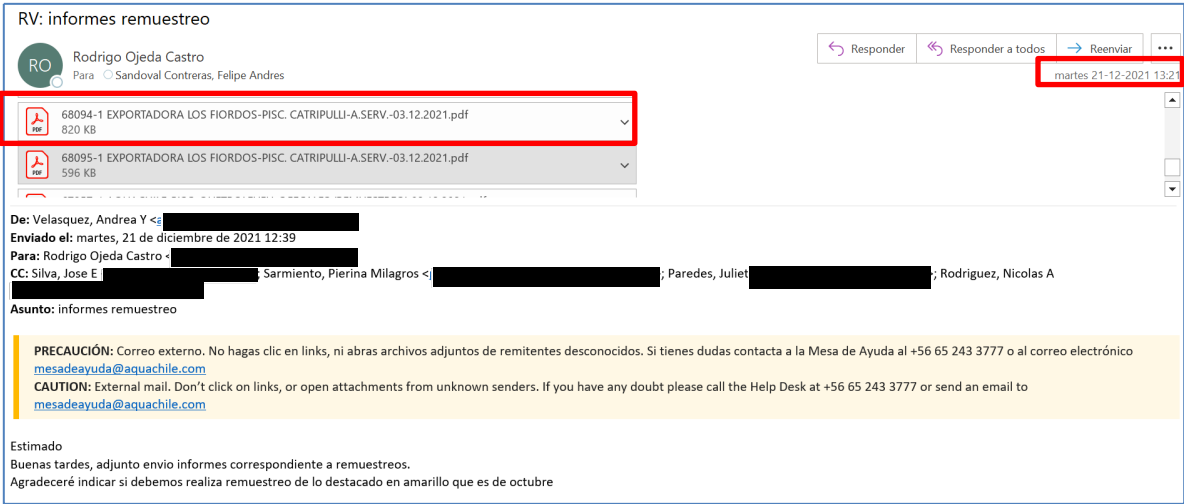 RV: informes remuestreo
RO
Rodrigo Ojeda Castro
Para Sandoval Contreras, Felipe Andres
Responder
Responder a todos
Reenviar
martes 21-12-2021 13:21
PDF
68094-1 EXPORTADORA LOS FIORDOS-PISC. CATRIPULLI-A.SERV.-03.12.2021.pdf
820 KB
PDF
68095-1 EXPORTADORA LOS FIORDOS-PISC. CATRIPULLI-A.SERV.-03.12.2021.pdf
596 KB
De: Velasquez, Andrea Y <a
Enviado el: martes, 21 de diciembre de 2021 12:39
Para: Rodrigo Ojeda Castro <
CC: Silva, Jose E ; Sarmiento, Pierina Milagros < ; Paredes, Juliet ; Rodriguez, Nicolas A
Asunto: informes remuestreo
PRECAUCIÓN: Correo externo. No hagas clic en links, ni abras archivos adjuntos de remitentes desconocidos. Si tienes dudas contacta a la Mesa de Ayuda al +56 65 243 3777 o al correo electrónico
mesadeayuda@aquachile.com
CAUTION: External mail. Don't click on links, or open attachments from unknown senders. If you have any doubt please call the Help Desk at +56 65 243 3777 or send an email to
mesadeayuda@aquachile.com
Estimado
Buenas tardes, adjunto envio informes correspondiente a remuestreos.
Agradeceré indicar si debemos realiza remuestreo de lo destacado en amarillo que es de octubre